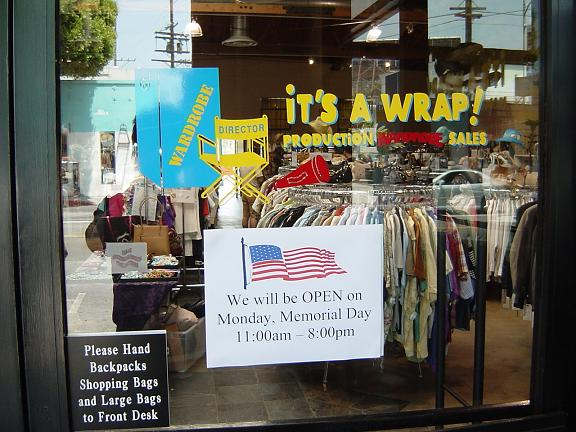 WARDROBE
DIRECTOR
iT'S A WRAP!
PRODUCTION WARDROBE SALES
We will be OPEN on
Monday, Memorial Day
11:00am – 8:00pm
Please Hand
Backpacks
Shopping Bags
and Large Bags
to Front Desk